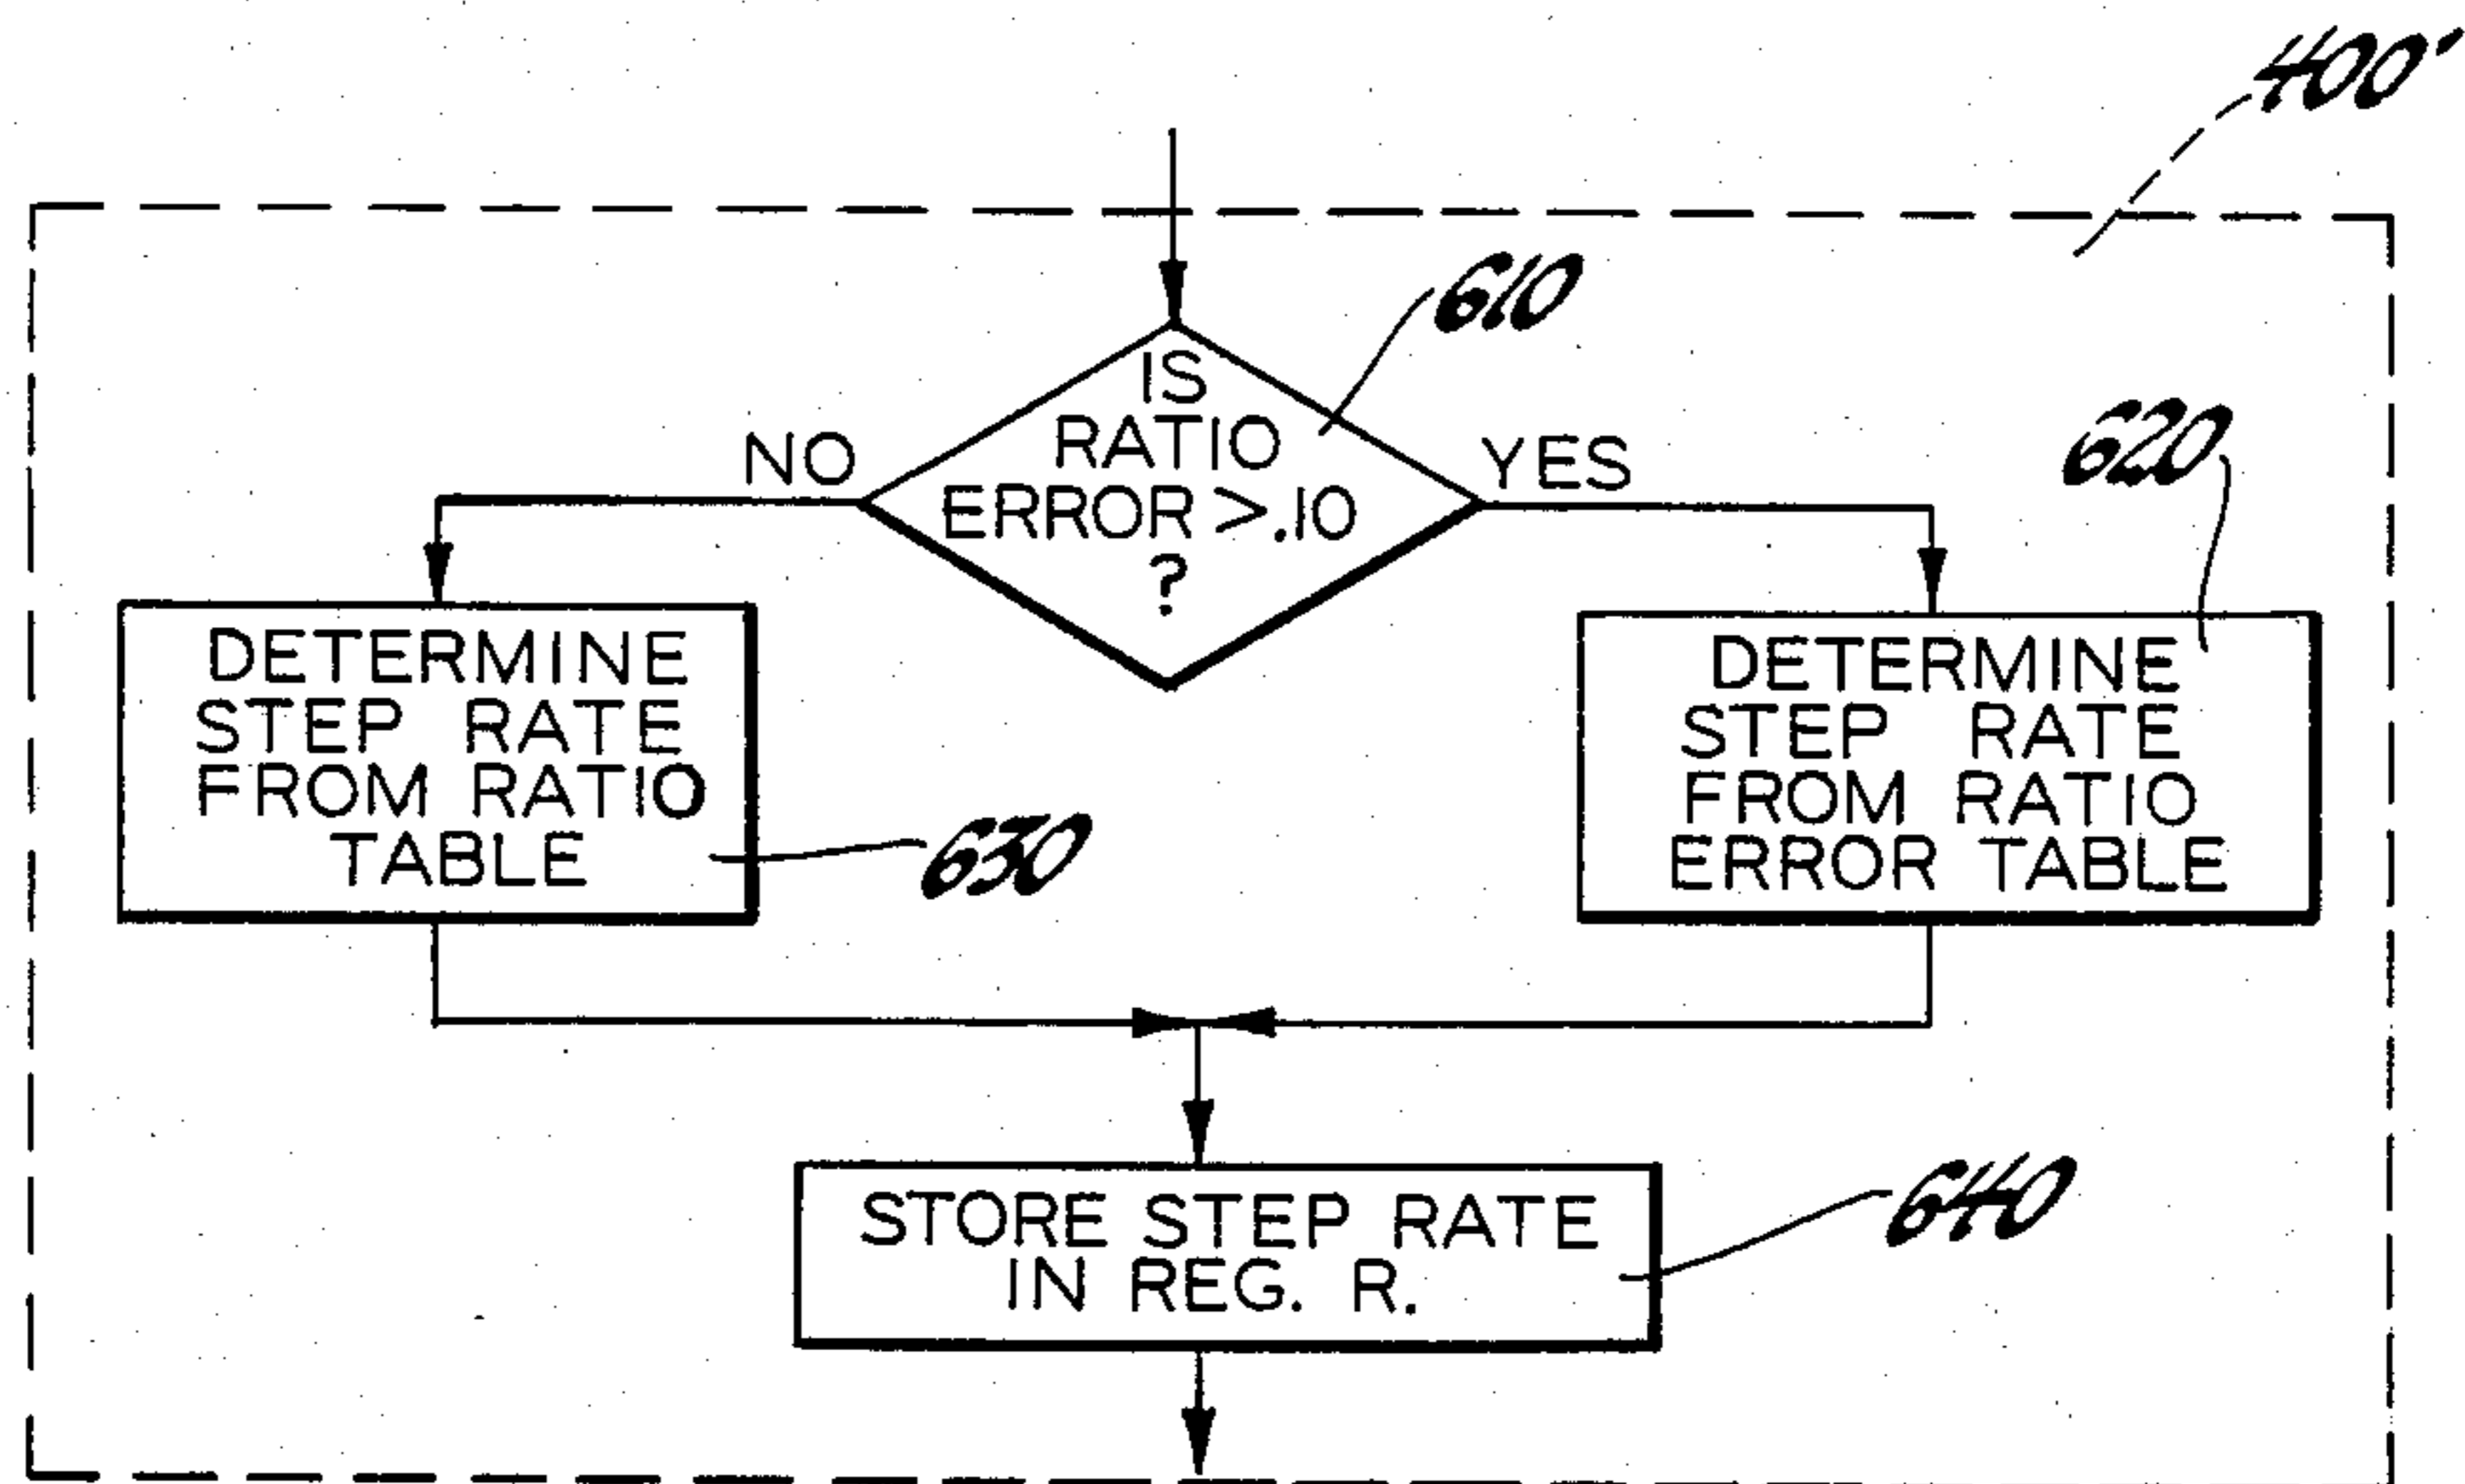 400'
610
IS
RATIO
ERROR >.10
?
NO
YES
620
DETERMINE
STEP RATE
FROM RATIO
TABLE
630
DETERMINE
STEP RATE
FROM RATIO
ERROR TABLE
STORE STEP RATE
IN REG. R.
640